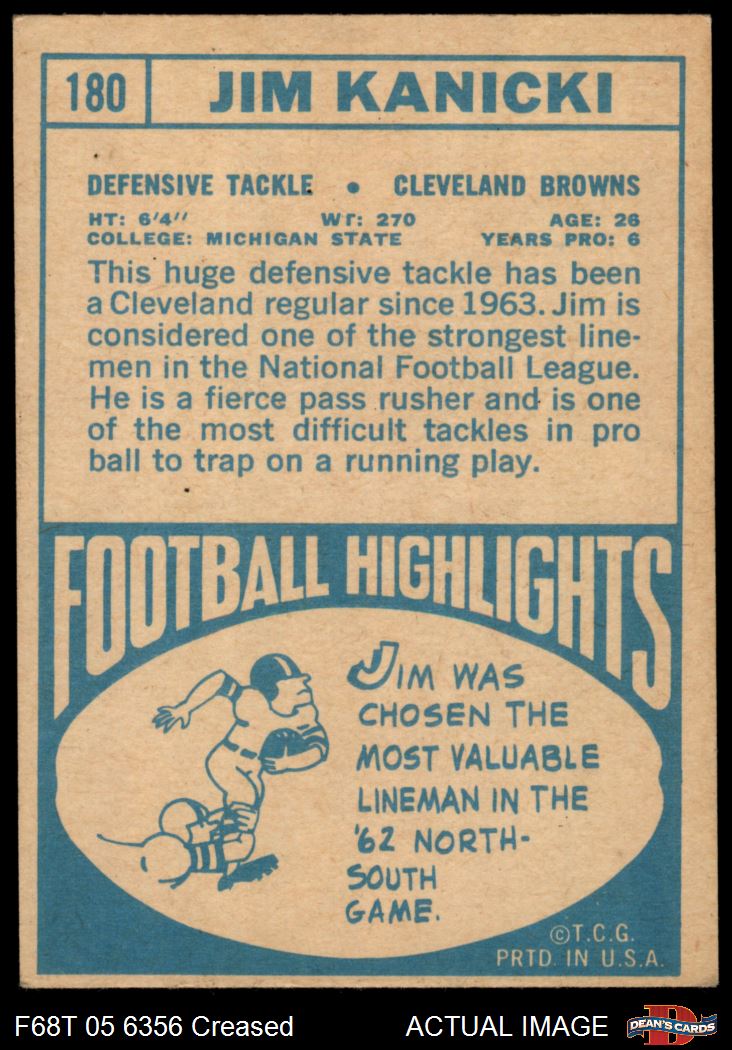 180 JIM KANICKI
DEFENSIVE TACKLE • CLEVELAND BROWNS
HT: 6'4" WT: 270 AGE: 26
COLLEGE: MICHIGAN STATE YEARS PRO: 6
This huge defensive tackle has been
a Cleveland regular since 1963. Jim is
considered one of the strongest line-
men in the National Football League.
He is a fierce pass rusher and is one
of the most difficult tackles in pro
ball to trap on a running play.
FOOTBALL HIGHLIGHTS
JIM WAS
CHOSEN THE
MOST VALUABLE
LINEMAN IN THE
'62 NORTH-
SOUTH
GAME.
©T.C.G.
PRTD. IN U.S.A.
F68T 05 6356 Creased ACTUAL IMAGE D DEAN'S CARDS